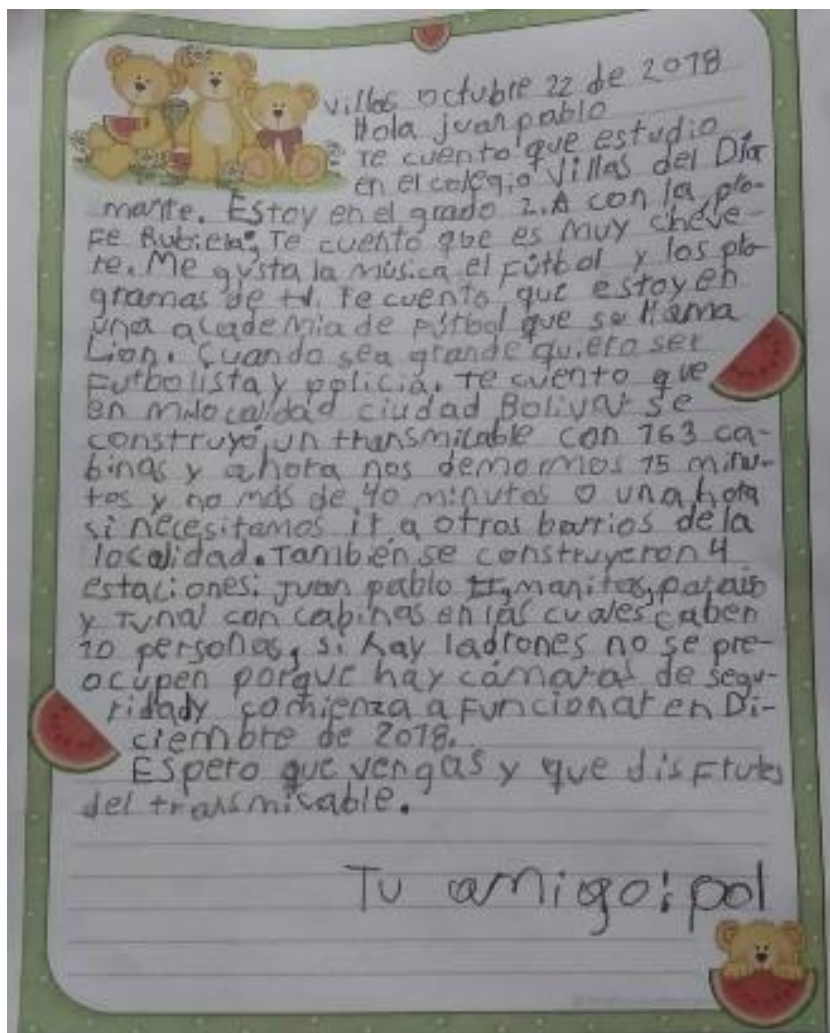 villas octubre 22 de 2018
Hola juan pablo
Te cuento que estudio
en el colegio Villas del Dia
mante. Estoy en el grado 2.A con la pro-
Fe Rubiela; Te cuento que es muy cheve-
re. Me gusta la música el Fútbol y los pro
gramas de tv. Te cuento que estoy en
una academia de Fútbol que se llama
Lion. Cuando sea grande quiero ser
Futbolista y policia. Te cuento que
en mi localidad ciudad Bolivar se
construyó un transmicable con 163 ca-
binas y ahora nos demormos 15 minu-
tos y no más de 40 minutos o una hora
si necesitamos ir a otros barrios de la
localidad. También se construyeron 4
estaciones: juan pablo II, manitas, paraiso
y Tunal con cabinas en las cuales caben
10 personas, si hay ladrones no se pre-
ocupen porque hay cámaras de segu-
ridad y comienza a Funcionar en Di-
ciembre de 2018.
Espero que vengas y que disFrutes
del transmicable.
Tu amigo: pol